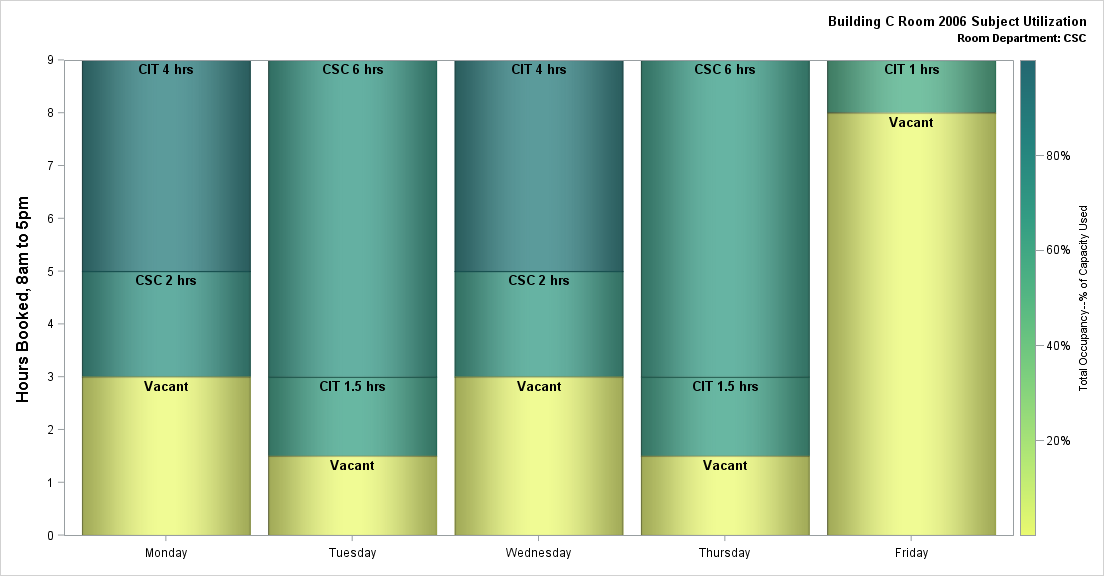 Building C Room 2006 Subject Utilization
Room Department: CSC
Hours Booked, 8am to 5pm
9
8
7
6
5
4
3
2
1
0
CIT 4 hrs
CSC 2 hrs
Vacant
CSC 6 hrs
CIT 1.5 hrs
Vacant
CIT 4 hrs
CSC 2 hrs
Vacant
CSC 6 hrs
CIT 1.5 hrs
Vacant
CIT 1 hrs
Vacant
Monday
Tuesday
Wednesday
Thursday
Friday
80%
60%
40%
20%
Total Occupancy--% of Capacity Used